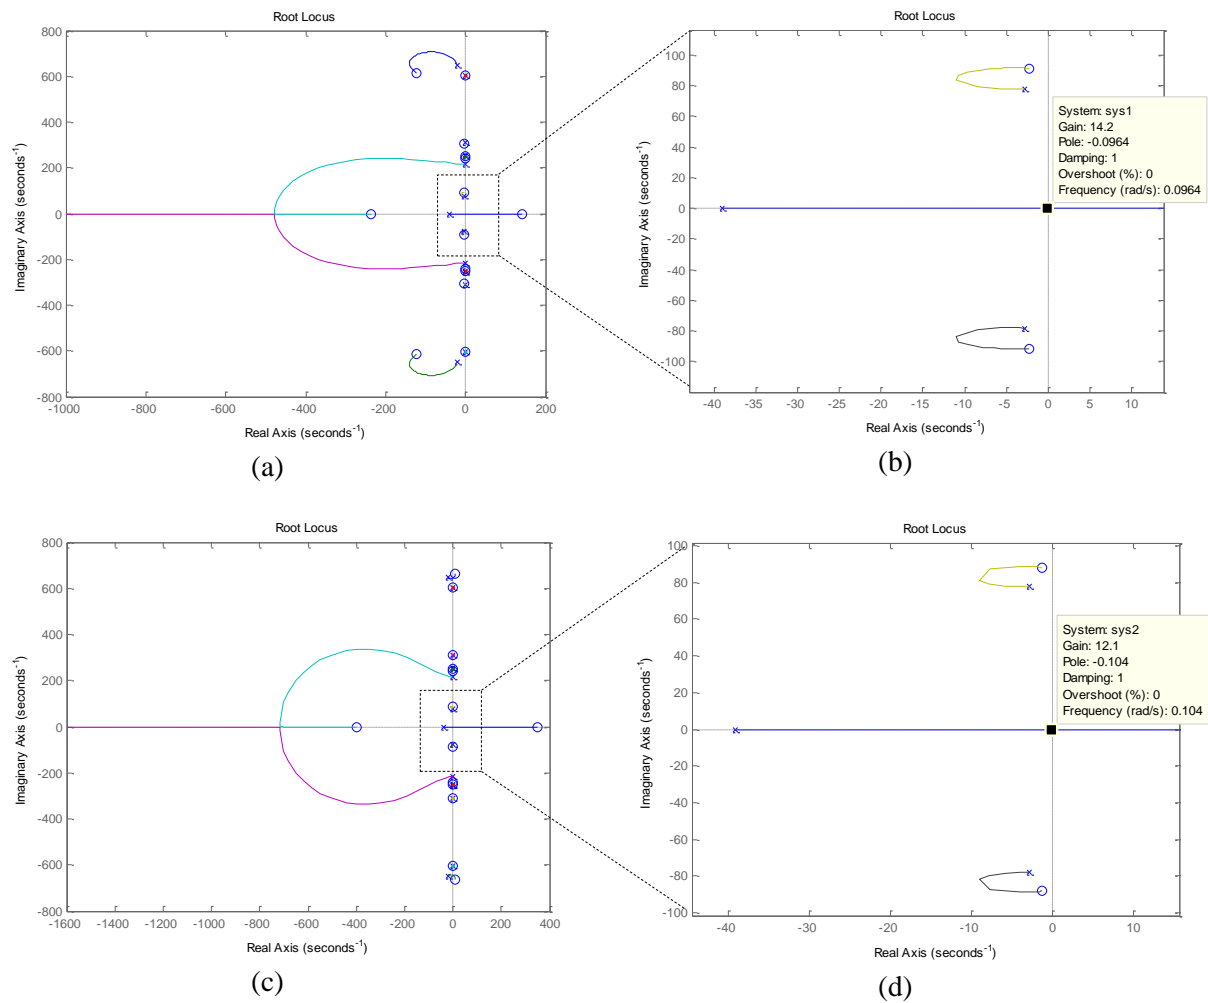 Root Locus
800
600
400
200
0
-200
-400
-600
-800
-1000 -800 -600 -400 -200 0 200
Imaginary Axis (seconds-1)
Real Axis (seconds-1)
(a)
Root Locus
100
80
60
40
20
0
-20
-40
-60
-80
-100
-40 -35 -30 -25 -20 -15 -10 -5 0 5 10
Imaginary Axis (seconds-1)
Real Axis (seconds-1)
System: sys1
Gain: 14.2
Pole: -0.0964
Damping: 1
Overshoot (%): 0
Frequency (rad/s): 0.0964
(b)
Root Locus
800
600
400
200
0
-200
-400
-600
-800
-1600 -1400 -1200 -1000 -800 -600 -400 -200 0 200 400
Imaginary Axis (seconds-1)
Real Axis (seconds-1)
(c)
Root Locus
100
80
60
40
20
0
-20
-40
-60
-80
-100
-40 -30 -20 -10 0 10
Imaginary Axis (seconds-1)
Real Axis (seconds-1)
System: sys2
Gain: 12.1
Pole: -0.104
Damping: 1
Overshoot (%): 0
Frequency (rad/s): 0.104
(d)